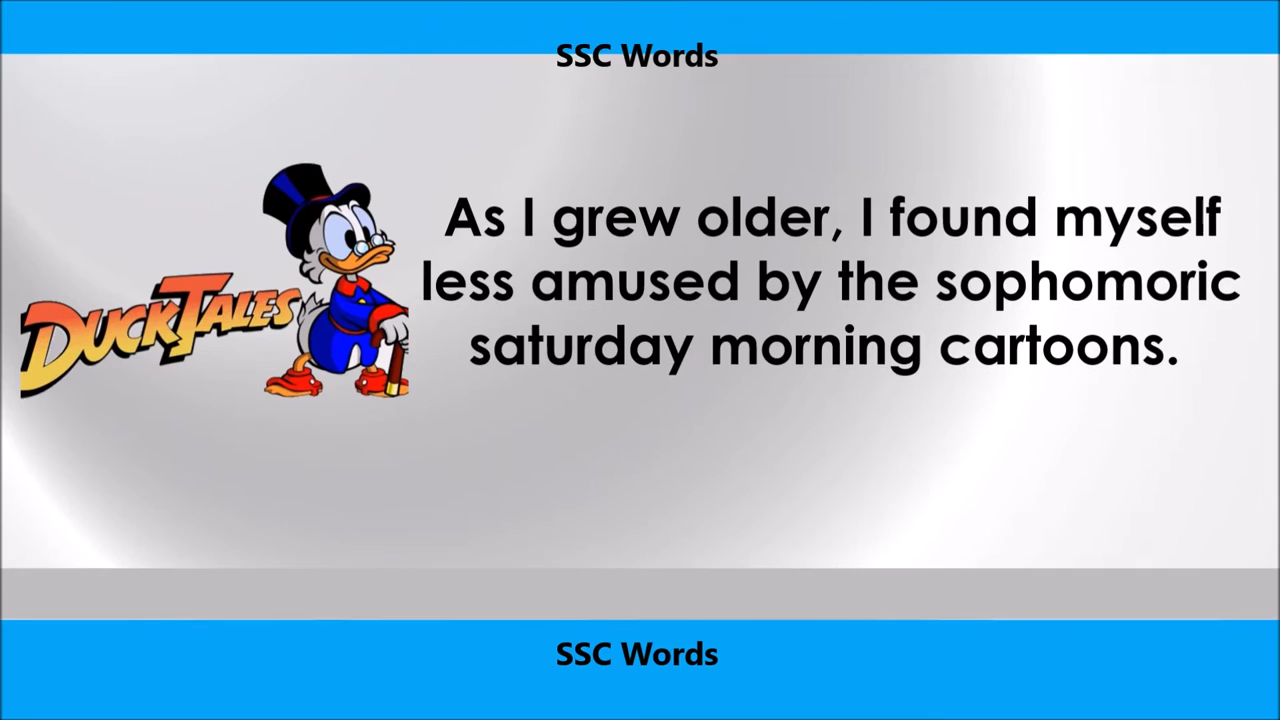 SSC Words
As I grew older, I found myself
less amused by the sophomoric
DUCKTALES
saturday morning cartoons.
SSC Words